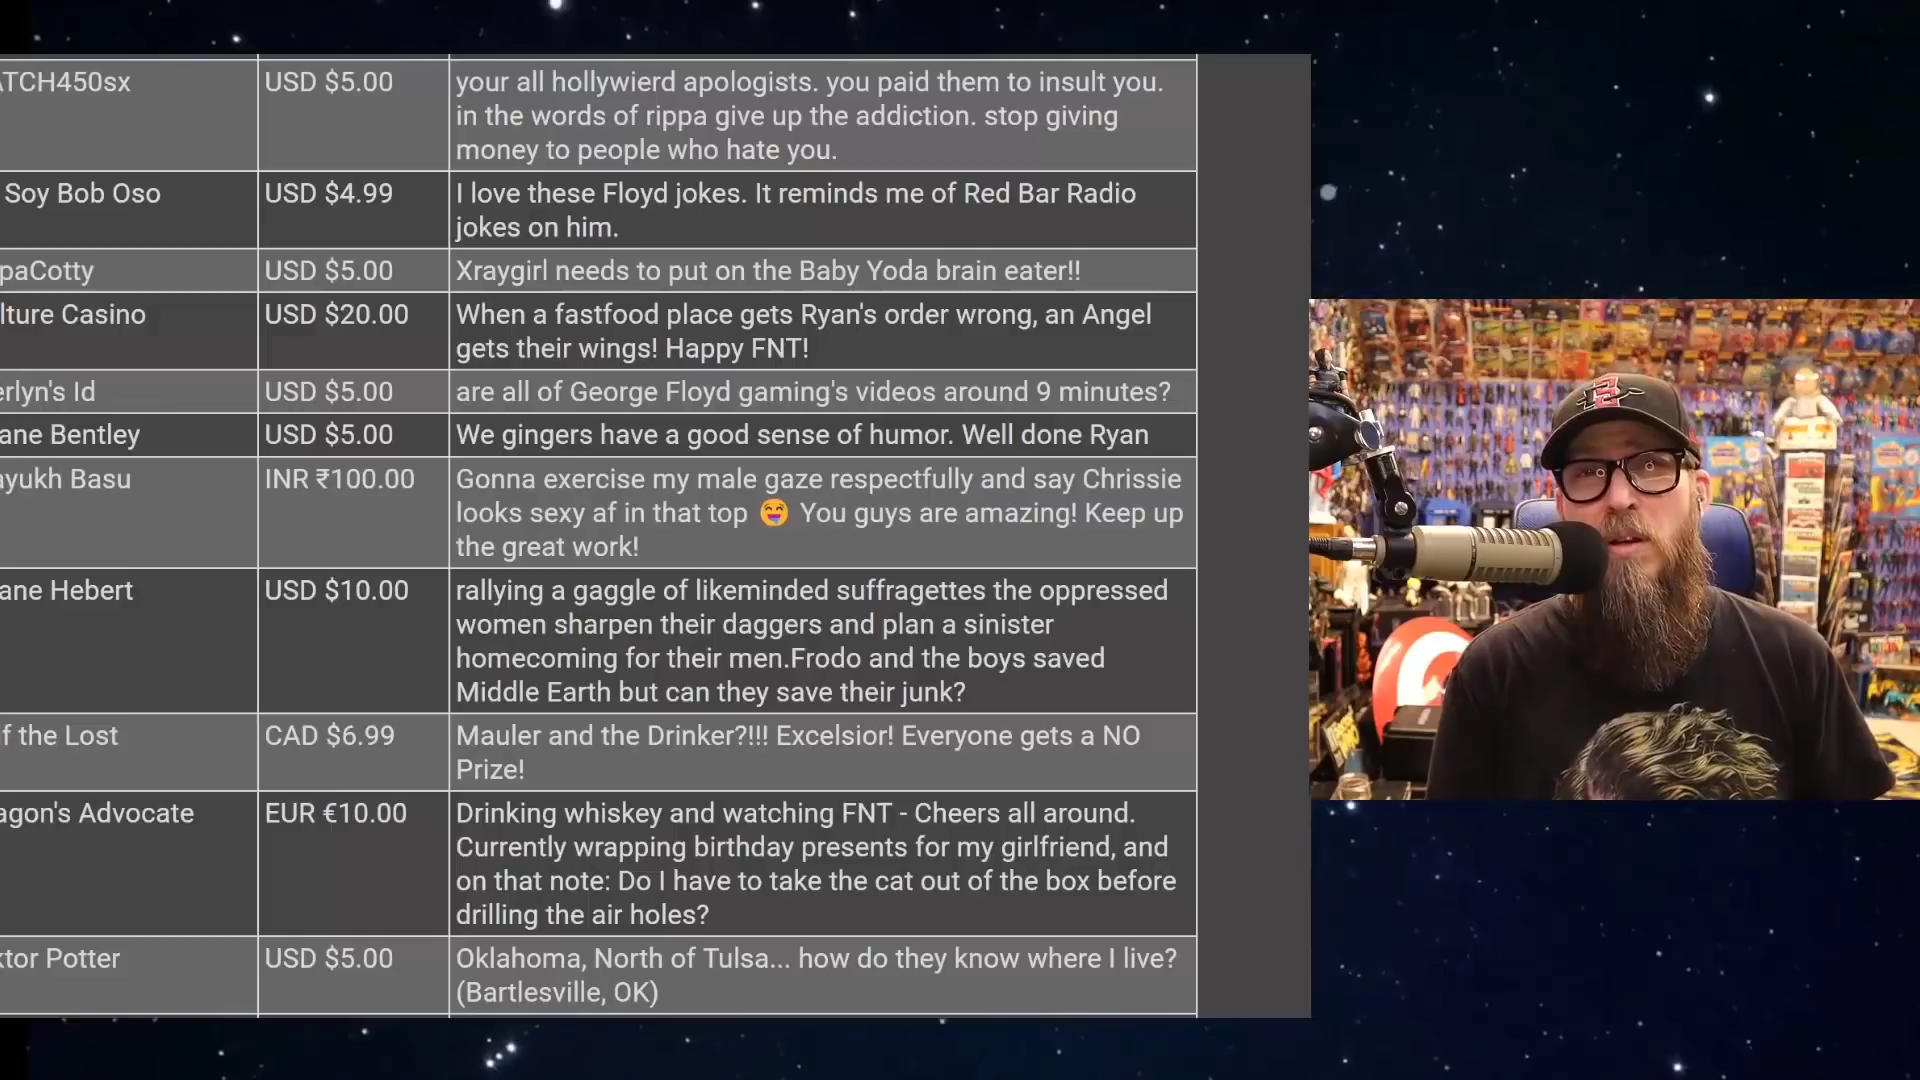 ATCH450sx USD $5.00 your all hollywierd apologists. you paid them to insult you.
in the words of rippa give up the addiction. stop giving
money to people who hate you.
Soy Bob Oso USD $4.99 I love these Floyd jokes. It reminds me of Red Bar Radio
jokes on him.
paCotty USD $5.00 Xraygirl needs to put on the Baby Yoda brain eater!!
lture Casino USD $20.00 When a fastfood place gets Ryan's order wrong, an Angel
gets their wings! Happy FNT!
erlyn's Id USD $5.00 are all of George Floyd gaming's videos around 9 minutes?
ane Bentley USD $5.00 We gingers have a good sense of humor. Well done Ryan
ayukh Basu INR ₹100.00 Gonna exercise my male gaze respectfully and say Chrissie
looks sexy af in that top 🤤 You guys are amazing! Keep up
the great work!
ane Hebert USD $10.00 rallying a gaggle of likeminded suffragettes the oppressed
women sharpen their daggers and plan a sinister
homecoming for their men.Frodo and the boys saved
Middle Earth but can they save their junk?
f the Lost CAD $6.99 Mauler and the Drinker?!!! Excelsior! Everyone gets a NO
Prize!
agon's Advocate EUR €10.00 Drinking whiskey and watching FNT - Cheers all around.
Currently wrapping birthday presents for my girlfriend, and
on that note: Do I have to take the cat out of the box before
drilling the air holes?
ktor Potter USD $5.00 Oklahoma, North of Tulsa... how do they know where I live?
(Bartlesville, OK)